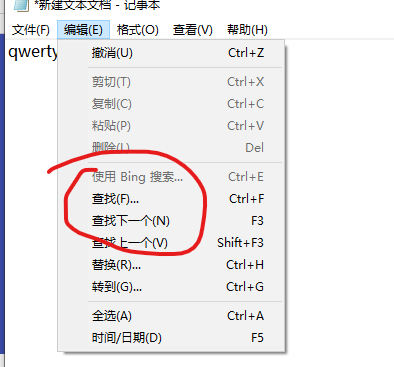 *新建文本文档 - 记事本
文件(F) 编辑(E) 格式(O) 查看(V) 帮助(H)
qwerty
撤消(U) Ctrl+Z
剪切(T) Ctrl+X
复制(C) Ctrl+C
粘贴(P) Ctrl+V
删除(L) Del
使用 Bing 搜索... Ctrl+E
查找(F)... Ctrl+F
查找下一个(N) F3
查找上一个(V) Shift+F3
替换(R)... Ctrl+H
转到(G)... Ctrl+G
全选(A) Ctrl+A
时间/日期(D) F5